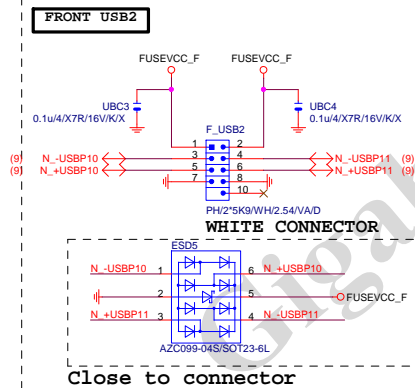 FRONT USB2
FUSEVCC_F FUSEVCC_F
UBC3
0.1u/4/X7R/16V/K/X
UBC4
0.1u/4/X7R/16V/K/X
F_USB2
1 2
(9) N_-USBP10 3 4 N_-USBP11 (9)
(9) N_+USBP10 5 6 N_+USBP11 (9)
7 8
10
PH/2*5K9/WH/2.54/VA/D
WHITE CONNECTOR
ESD5
N_-USBP10 1 6 N_+USBP10
2 5 FUSEVCC_F
N_+USBP11 3 4 N_-USBP11
AZC099-04S/SOT23-6L
Close to connector
Gigab